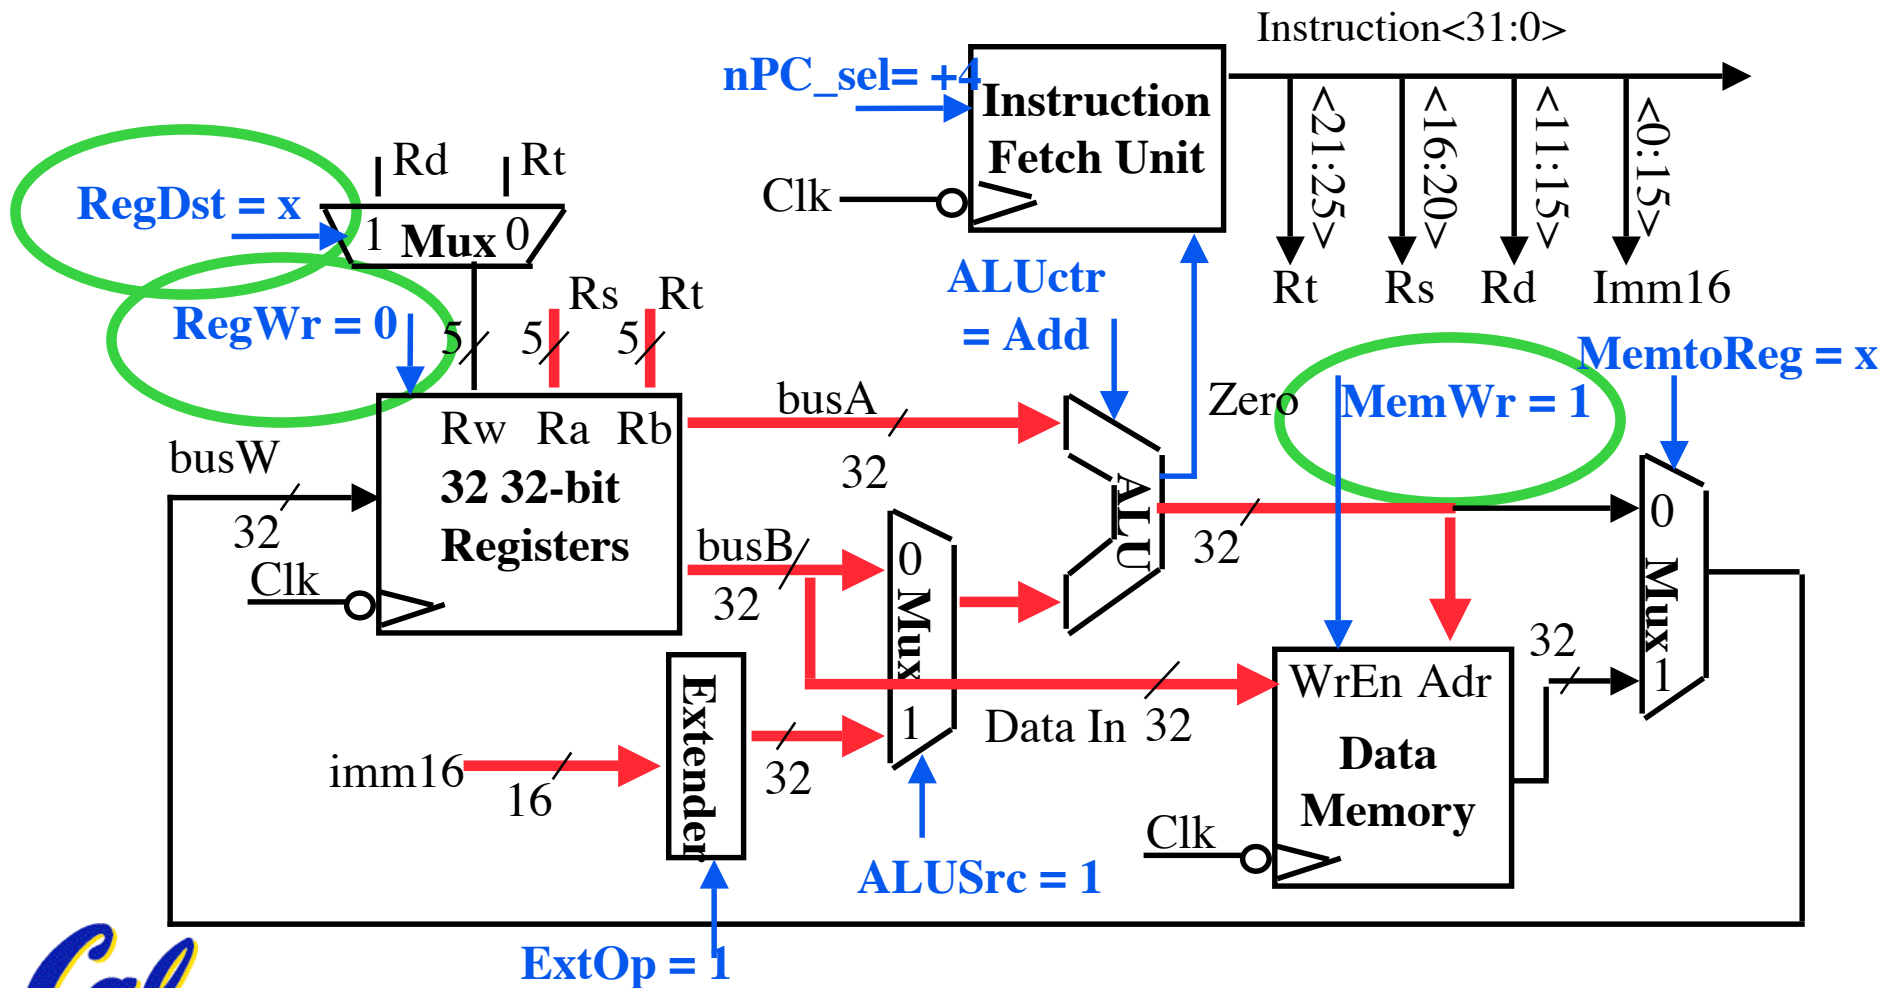 Instruction<31:0>
nPC_sel= +4
Instruction
Fetch Unit
Clk
<21:25>
<16:20>
<11:15>
<0:15>
Rt
Rs
Rd
Imm16
Rd
Rt
RegDst = x
1
Mux
0
RegWr = 0
5
5
5
Rs
Rt
ALUctr
= Add
Zero
MemWr = 1
MemtoReg = x
busW
32
Rw
Ra
Rb
32 32-bit
Registers
Clk
busA
32
busB
32
0
Mux
1
ALU
32
0
Mux
1
imm16
16
Extender
32
Data In
32
WrEn
Adr
Data
Memory
32
Clk
ALUSrc = 1
ExtOp = 1
Cal